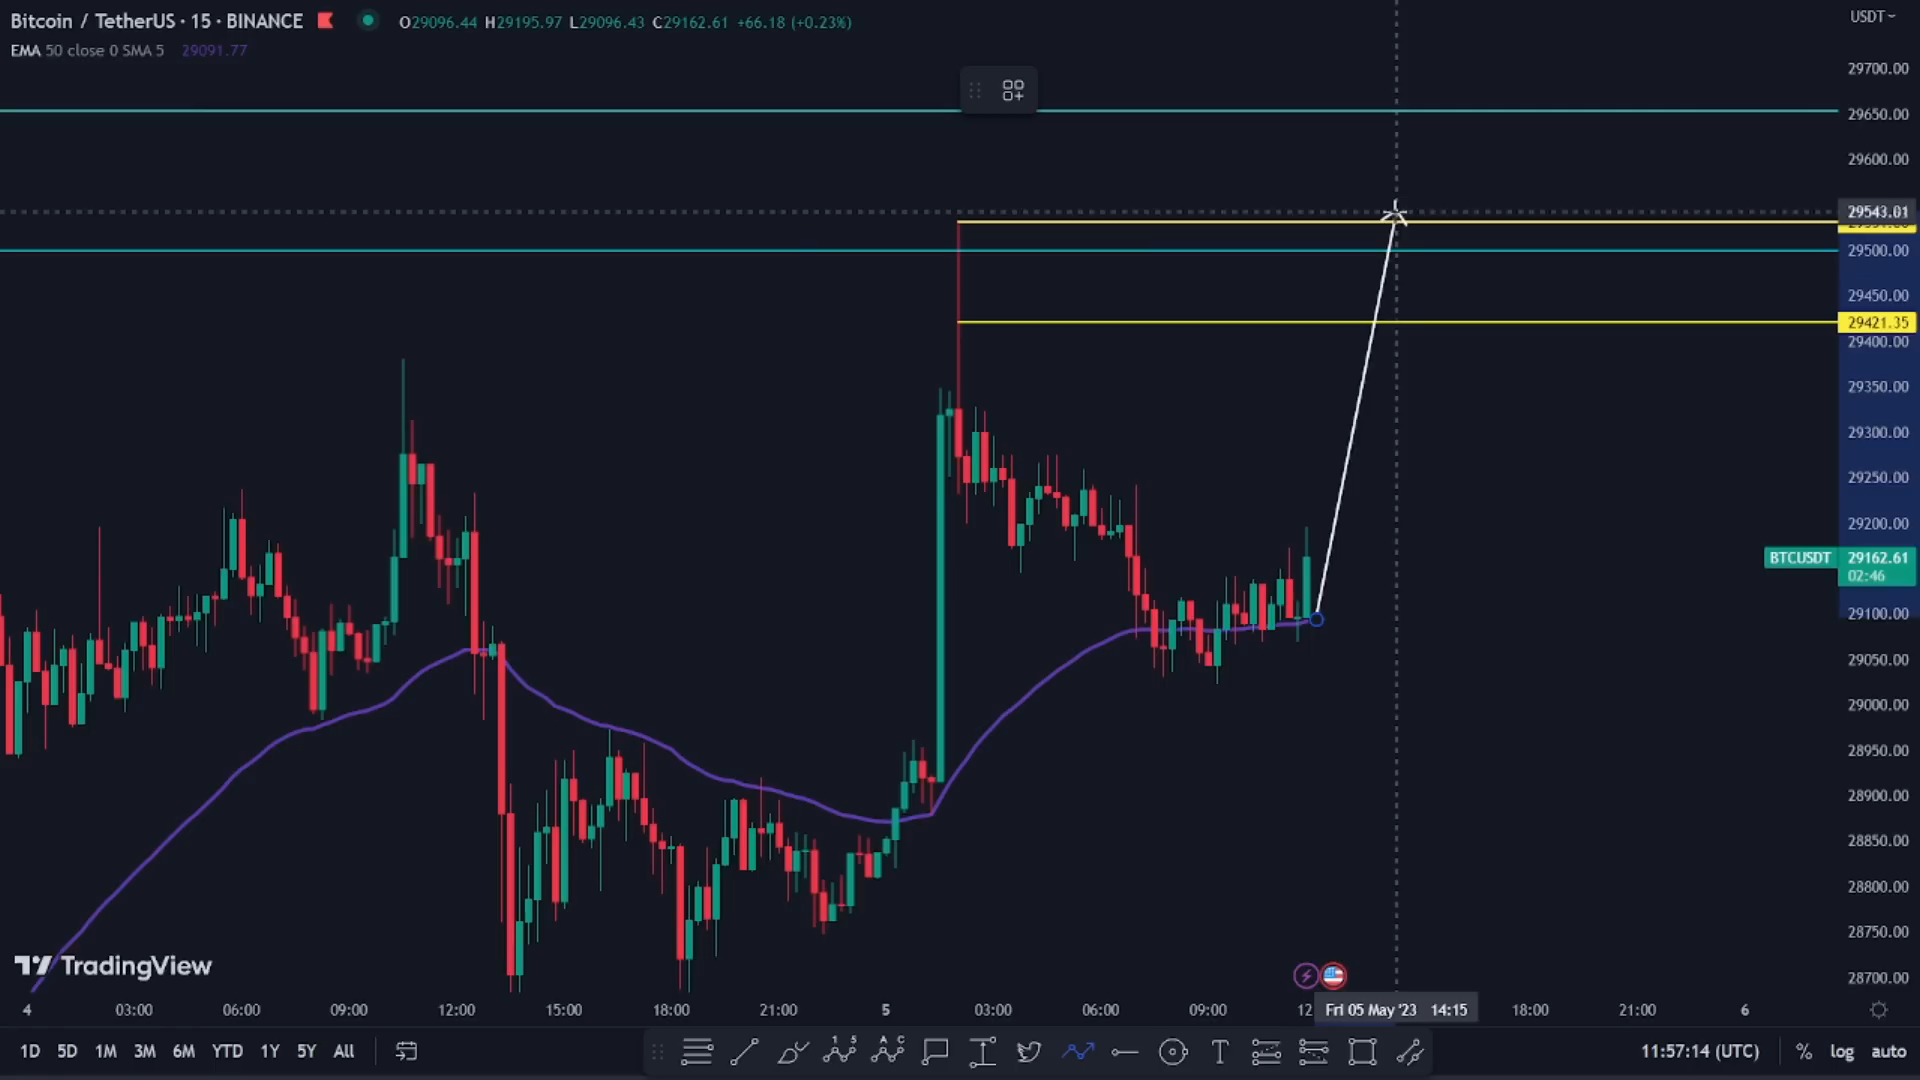 Bitcoin / TetherUS · 15 · BINANCE O29096.44 H29195.97 L29096.43 C29162.61 +66.18 (+0.23%)
USDT
EMA 50 close 0 SMA 5 29091.77
29700.00
29650.00
29600.00
29543.01
29500.00
29450.00
29421.35
29400.00
29350.00
29300.00
29250.00
29200.00
BTCUSDT 29162.61
02:46
29100.00
29050.00
29000.00
28950.00
28900.00
28850.00
28800.00
28750.00
28700.00
TradingView
4 03:00 06:00 09:00 12:00 15:00 18:00 21:00 5 03:00 06:00 09:00 12 Fri 05 May '23 14:15 18:00 21:00 6
1D 5D 1M 3M 6M YTD 1Y 5Y All
11:57:14 (UTC) % log auto